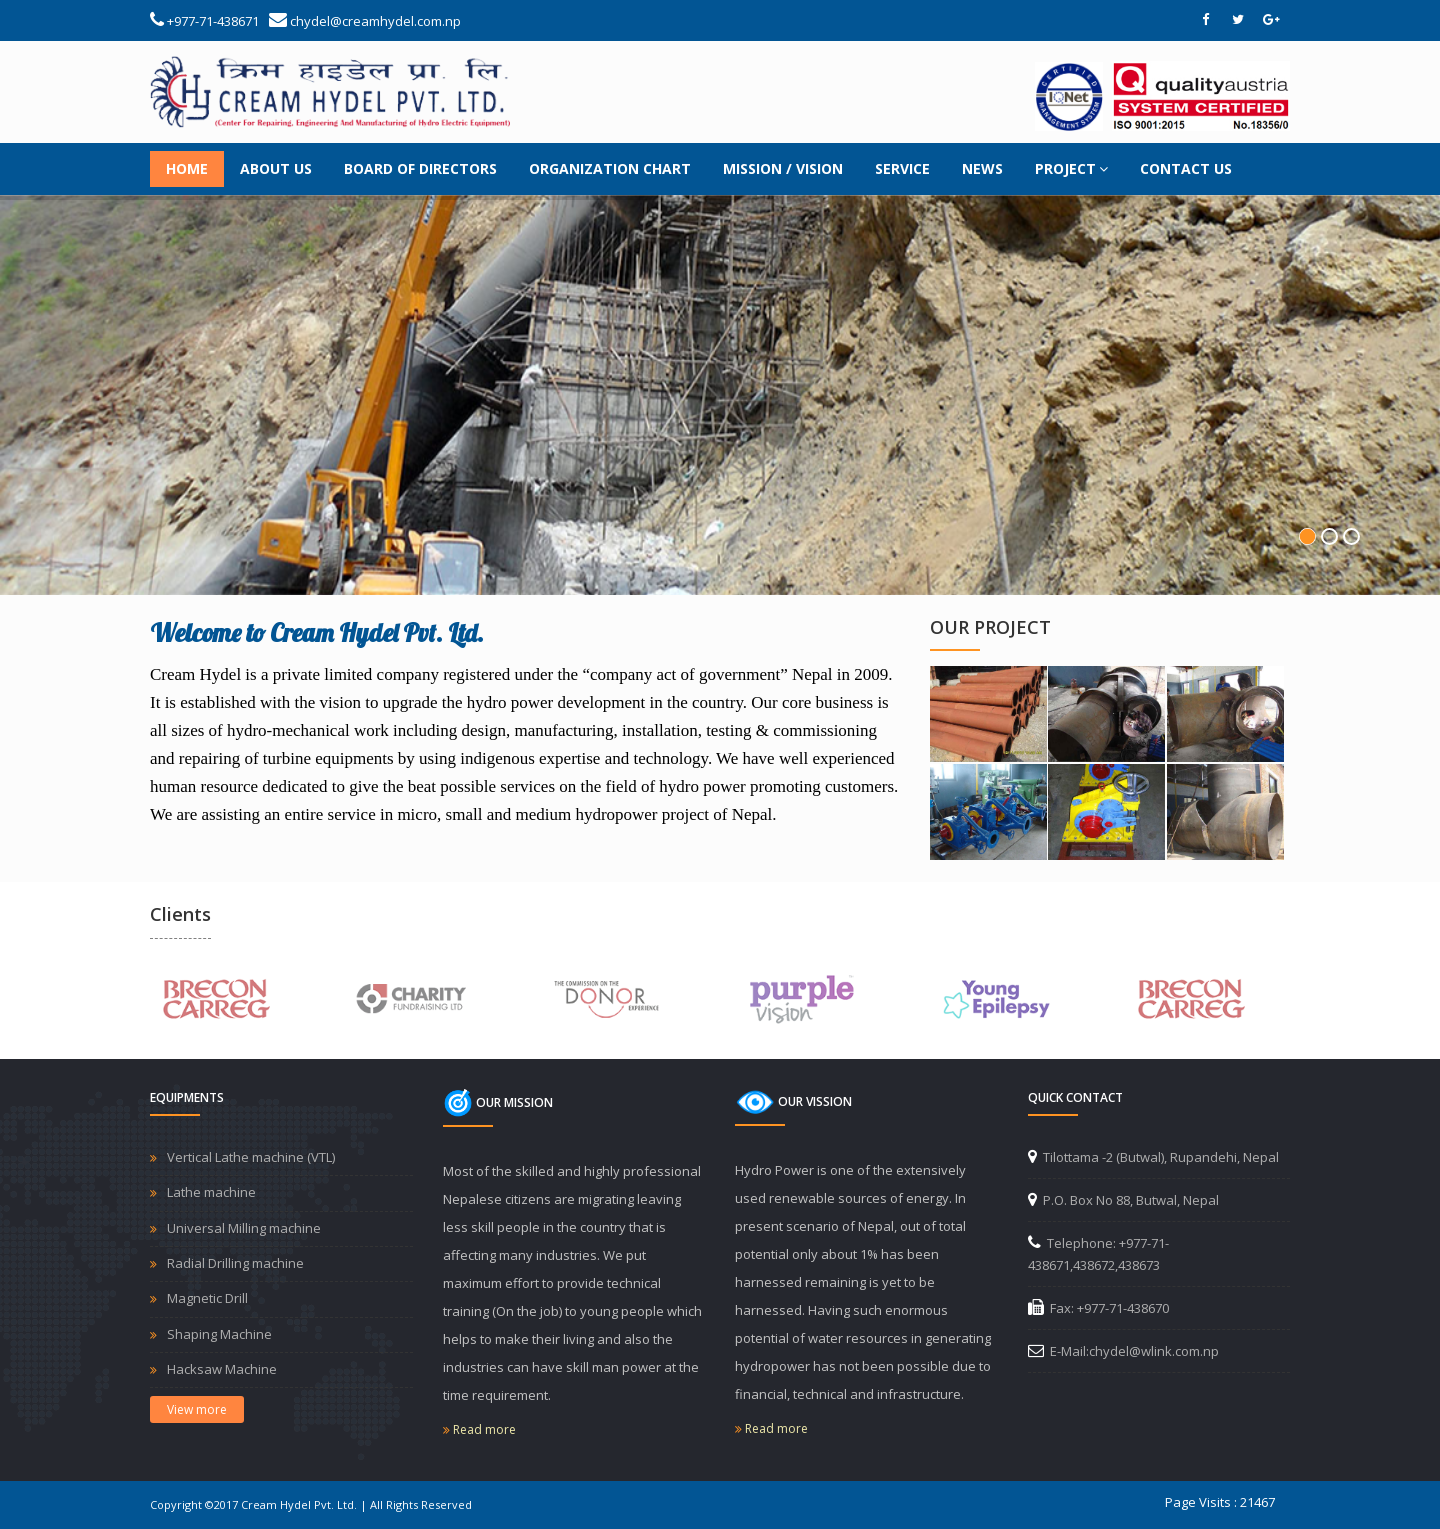 +977-71-438671 chydel@creamhydel.com.np
क्रिम हाइडेल प्रा. लि.
CREAM HYDEL PVT. LTD.
(Center For Repairing, Engineering And Manufacturing of Hydro Electric Equipment)
CERTIFIED
IQNet
MANAGEMENT SYSTEM
Q qualityaustria
SYSTEM CERTIFIED
ISO 9001:2015 No.18356/0
HOME ABOUT US BOARD OF DIRECTORS ORGANIZATION CHART MISSION / VISION SERVICE NEWS PROJECT CONTACT US
Welcome to Cream Hydel Pvt. Ltd.
Cream Hydel is a private limited company registered under the “company act of government” Nepal in 2009.
It is established with the vision to upgrade the hydro power development in the country. Our core business is
all sizes of hydro-mechanical work including design, manufacturing, installation, testing & commissioning
and repairing of turbine equipments by using indigenous expertise and technology. We have well experienced
human resource dedicated to give the beat possible services on the field of hydro power promoting customers.
We are assisting an entire service in micro, small and medium hydropower project of Nepal.
OUR PROJECT
Clients
BRECON
CARREG
CHARITY
FUNDRAISING LTD
THE COMMISSION ON THE
DONOR
EXPERIENCE
purple
vision
Young
Epilepsy
BRECON
CARREG
EQUIPMENTS
Vertical Lathe machine (VTL)
Lathe machine
Universal Milling machine
Radial Drilling machine
Magnetic Drill
Shaping Machine
Hacksaw Machine
View more
OUR MISSION
Most of the skilled and highly professional
Nepalese citizens are migrating leaving
less skill people in the country that is
affecting many industries. We put
maximum effort to provide technical
training (On the job) to young people which
helps to make their living and also the
industries can have skill man power at the
time requirement.
» Read more
OUR VISSION
Hydro Power is one of the extensively
used renewable sources of energy. In
present scenario of Nepal, out of total
potential only about 1% has been
harnessed remaining is yet to be
harnessed. Having such enormous
potential of water resources in generating
hydropower has not been possible due to
financial, technical and infrastructure.
» Read more
QUICK CONTACT
Tilottama -2 (Butwal), Rupandehi, Nepal
P.O. Box No 88, Butwal, Nepal
Telephone: +977-71-
438671,438672,438673
Fax: +977-71-438670
E-Mail:chydel@wlink.com.np
Copyright ©2017 Cream Hydel Pvt. Ltd. | All Rights Reserved
Page Visits : 21467